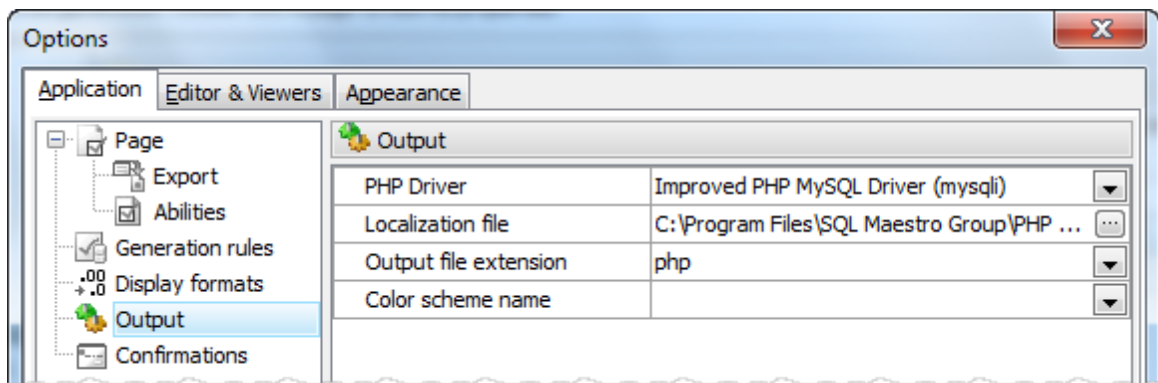 Options
Application Editor & Viewers Appearance
Page
Export
Abilities
Generation rules
Display formats
Output
Confirmations
Output
PHP Driver Improved PHP MySQL Driver (mysqli)
Localization file C:\Program Files\SQL Maestro Group\PHP ...
Output file extension php
Color scheme name